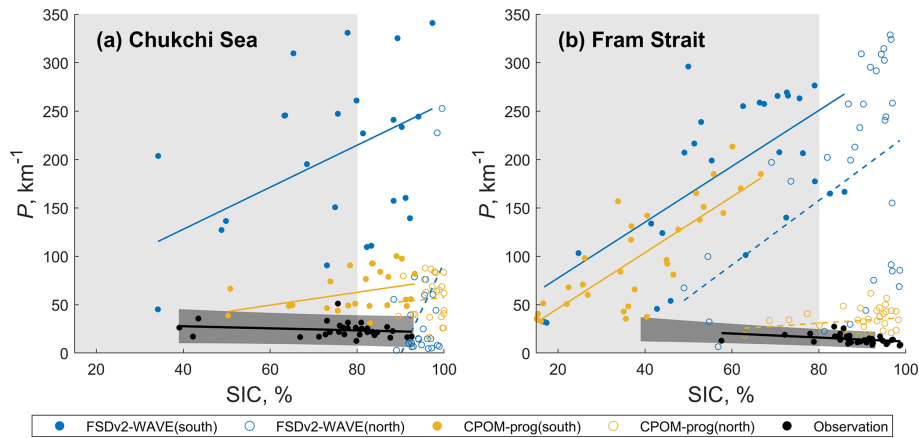 (a) Chukchi Sea
(b) Fram Strait
350
300
250
200
150
100
50
0
P, km⁻¹
20 40 60 80 100
SIC, %
350
300
250
200
150
100
50
0
P, km⁻¹
20 40 60 80 100
SIC, %
FSDv2-WAVE(south) FSDv2-WAVE(north) CPOM-prog(south) CPOM-prog(north) Observation